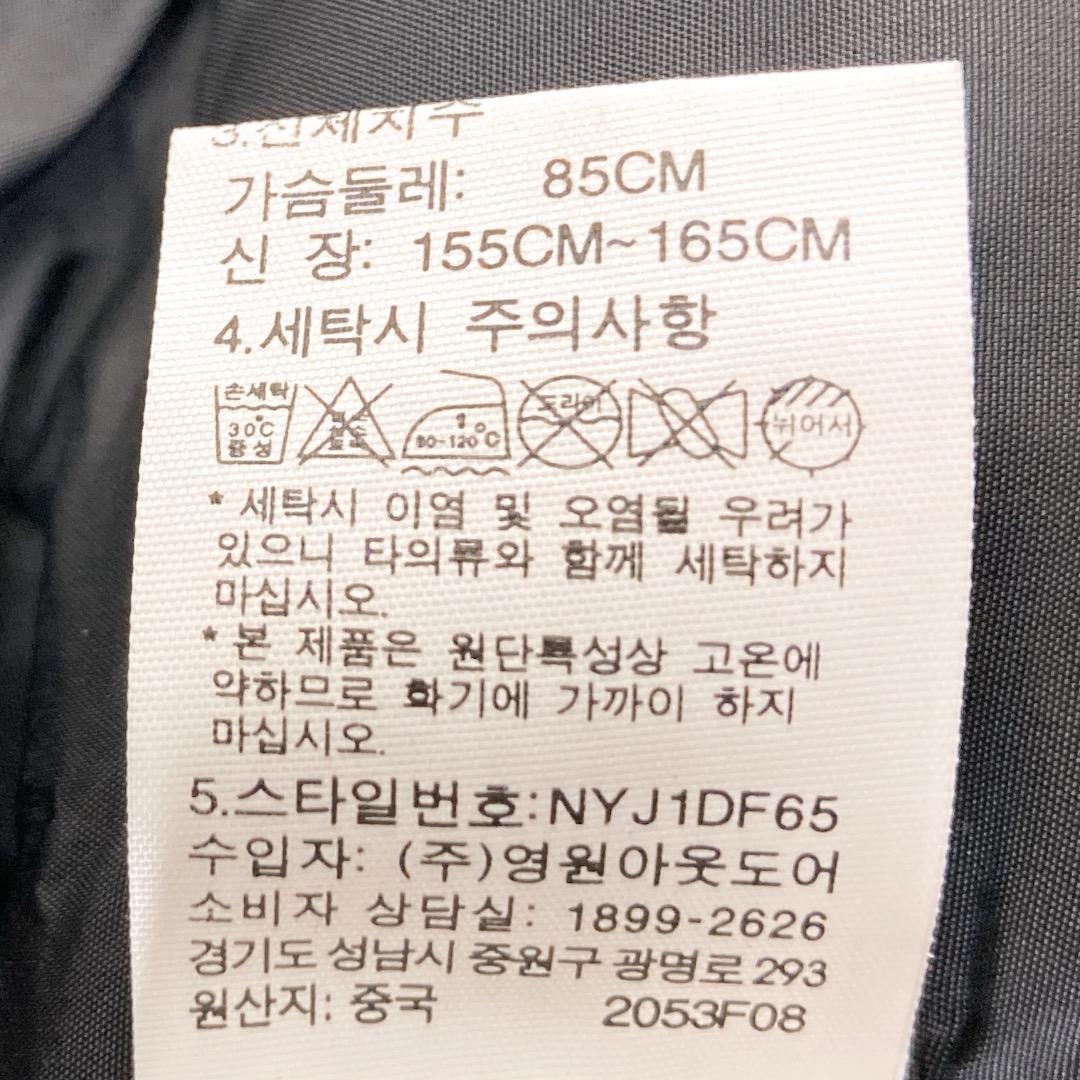 3.신체치수
가슴둘레: 85CM
신 장: 155CM~165CM
4.세탁시 주의사항
손세탁 30℃ 중성
80~120℃
드라이
뉘어서
* 세탁시 이염 및 오염될 우려가
있으니 타의류와 함께 세탁하지
마십시오.
* 본 제품은 원단특성상 고온에
약하므로 화기에 가까이 하지
마십시오.
5.스타일번호:NYJ1DF65
수입자: (주)영원아웃도어
소비자 상담실: 1899-2626
경기도 성남시 중원구 광명로 293
원산지: 중국 2053F08